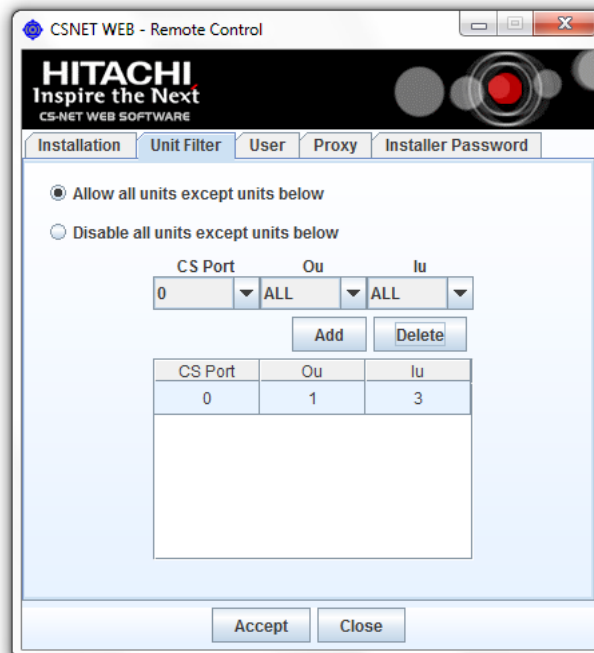 CSNET WEB - Remote Control
HITACHI
Inspire the Next
CS-NET WEB SOFTWARE
Installation Unit Filter User Proxy Installer Password
Allow all units except units below
Disable all units except units below
CS Port Ou Iu
0 ALL ALL
Add Delete
CS Port Ou Iu
0 1 3
Accept Close